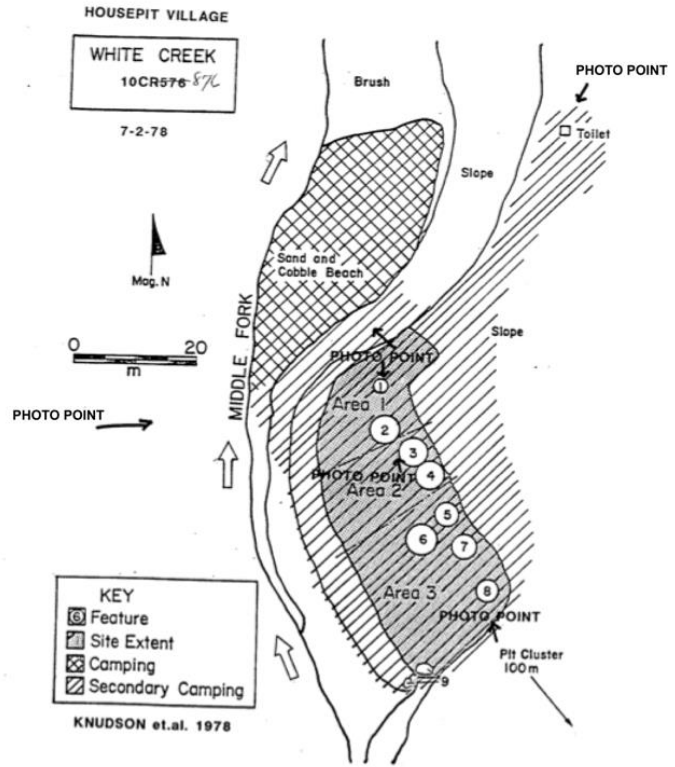 HOUSEPIT VILLAGE
WHITE CREEK
10CR576 876
7-2-78
Brush
PHOTO POINT
Toilet
Slope
Sand and
Cobble Beach
Mag. N
Slope
0 20
m
MIDDLE FORK
PHOTO POINT
1
Area 1
PHOTO POINT
2
3
PHOTO POINT
4
Area 2
5
6
7
Area 3
8
PHOTO POINT
Pit Cluster
100m
9
KEY
6 Feature
Site Extent
Camping
Secondary Camping
KNUDSON et.al. 1978